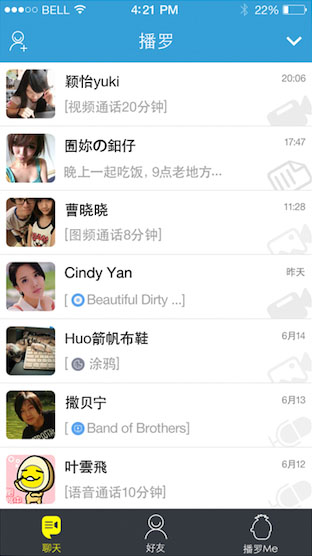 BELL 4:21 PM 22%
播罗
颖怡yuki 20:06
[视频通话20分钟]
囿妳の鈤仔 17:47
晚上一起吃饭，9点老地方...
曹晓晓 11:28
[图频通话8分钟]
Cindy Yan 昨天
[ Beautiful Dirty ...]
Huo箭帆布鞋 6月14
[ 涂鸦]
撒贝宁 6月13
[ Band of Brothers]
叶雲飛 6月12
[语音通话10分钟]
聊天 好友 播罗Me